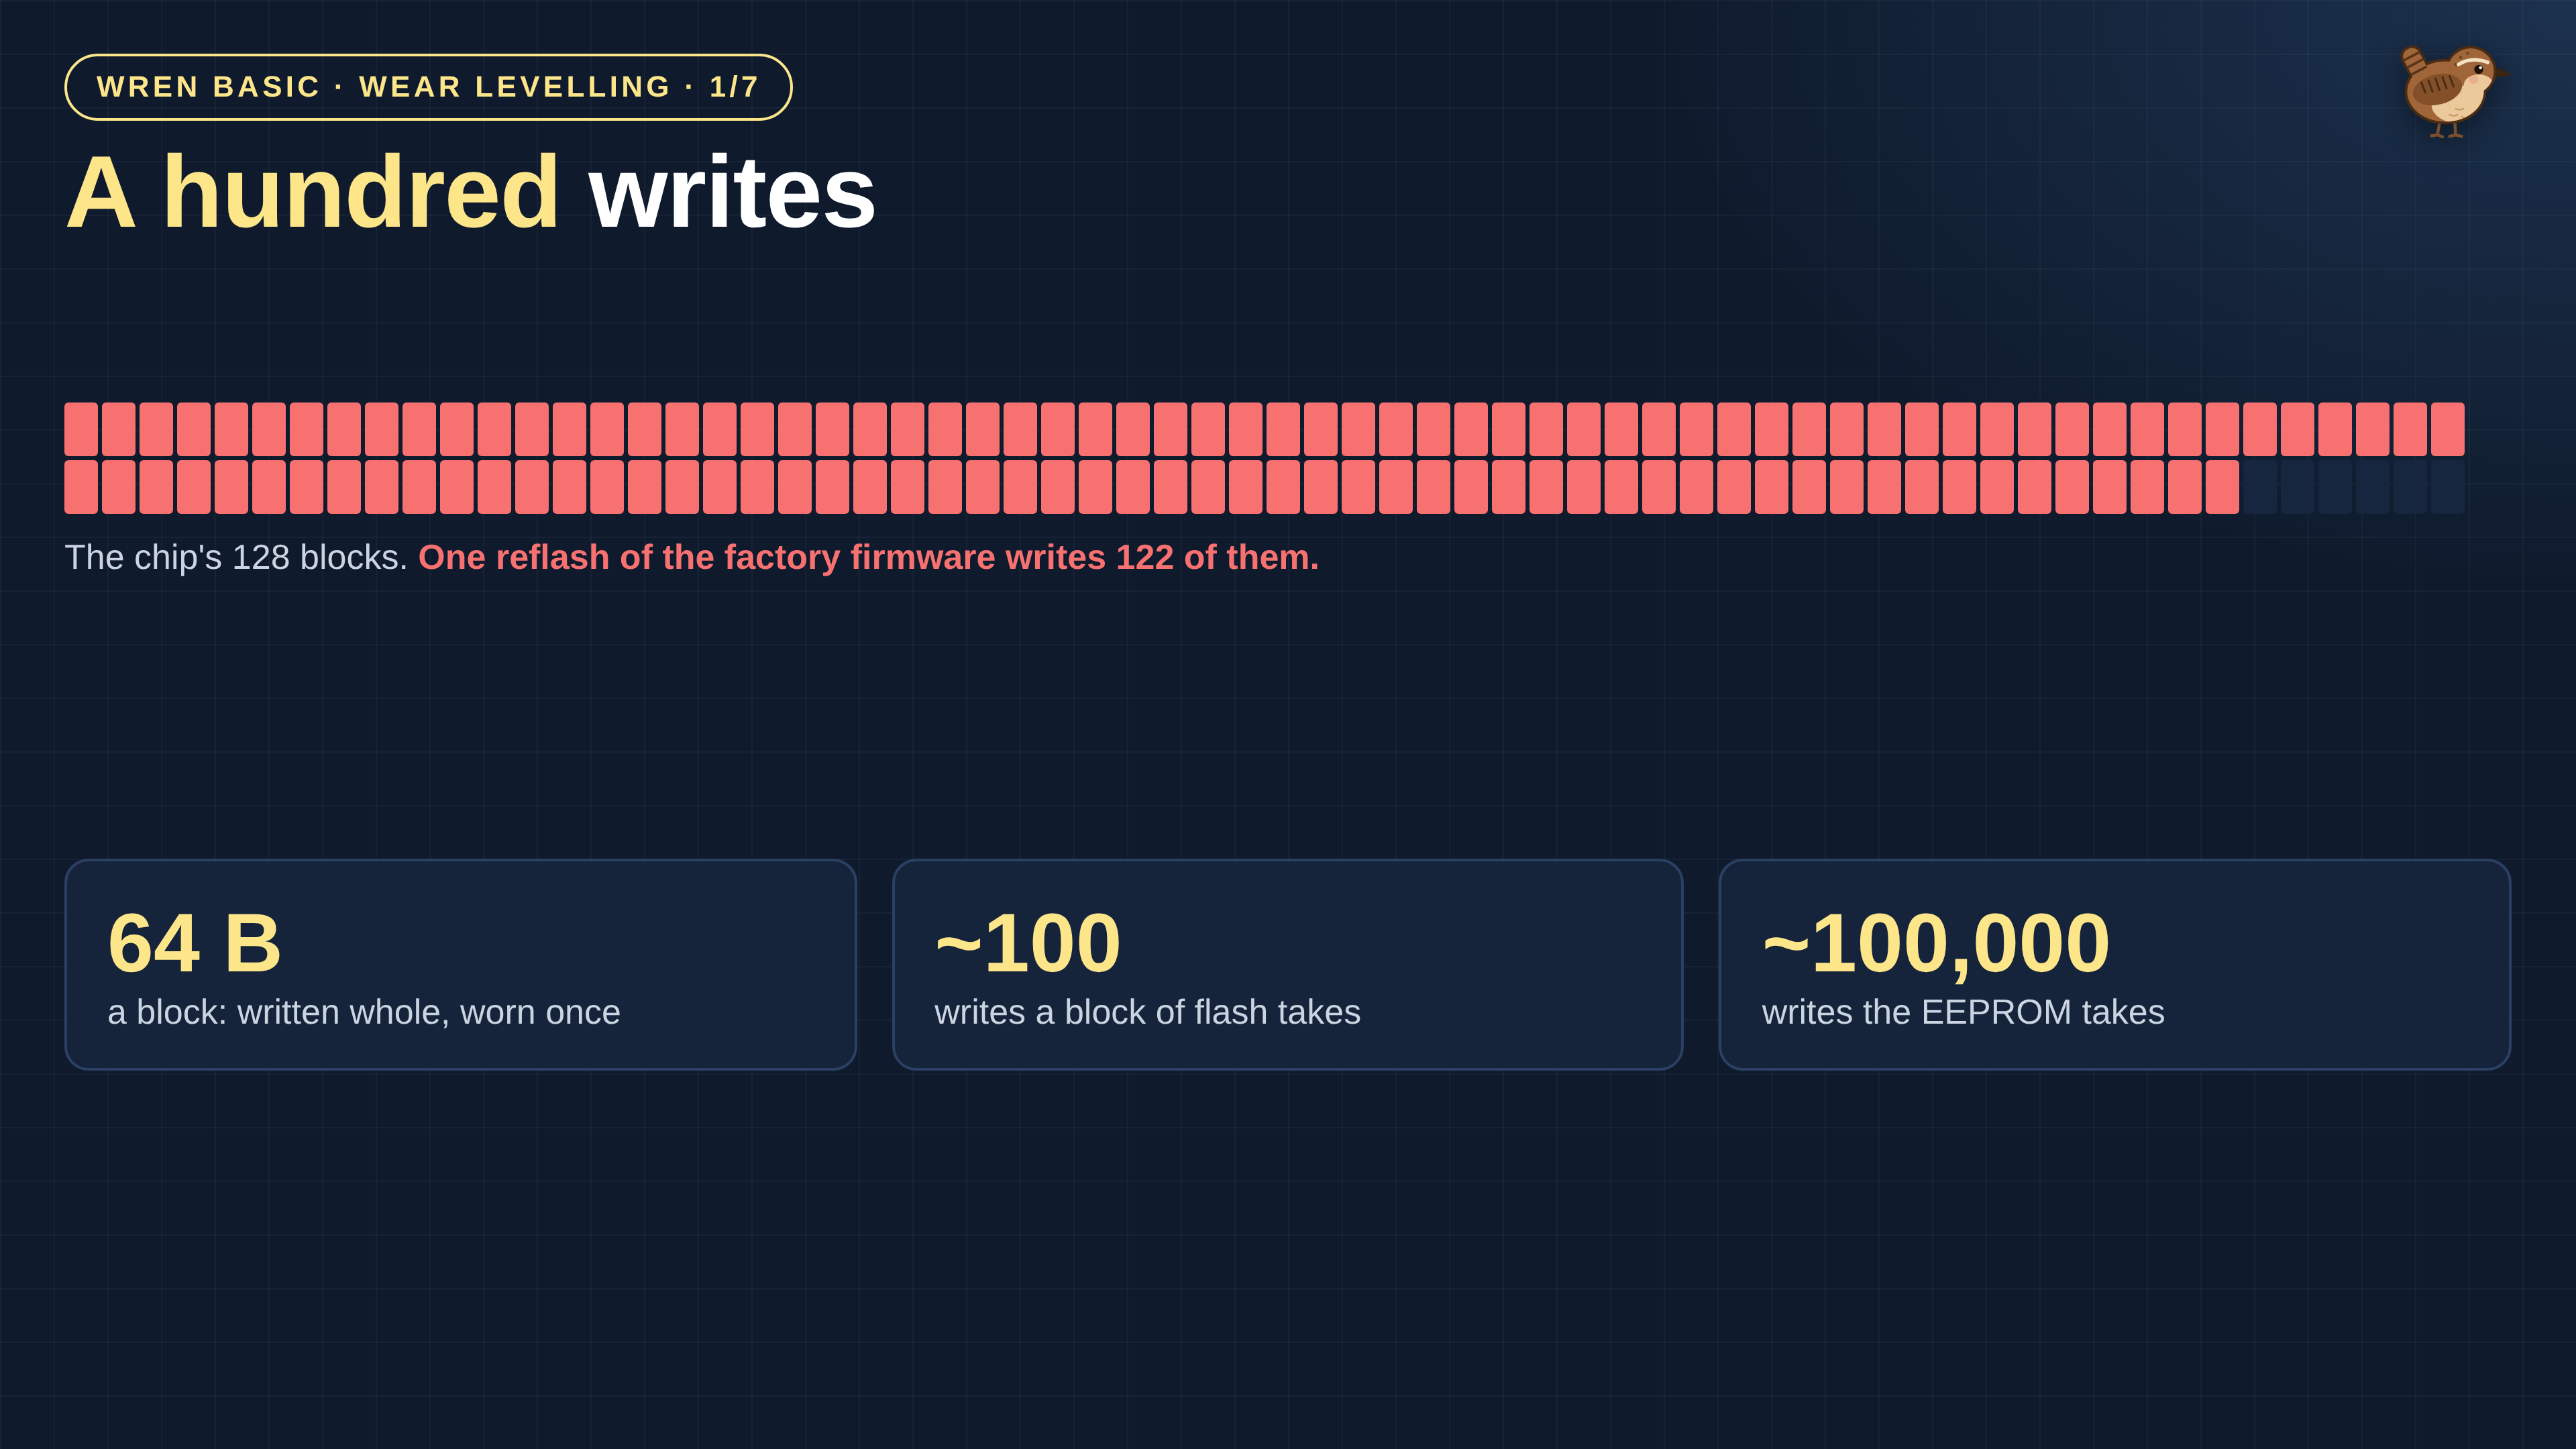 WREN BASIC · WEAR LEVELLING · 1/7
A hundred writes
The chip's 128 blocks. One reflash of the factory firmware writes 122 of them.
64 B
a block: written whole, worn once
~100
writes a block of flash takes
~100,000
writes the EEPROM takes